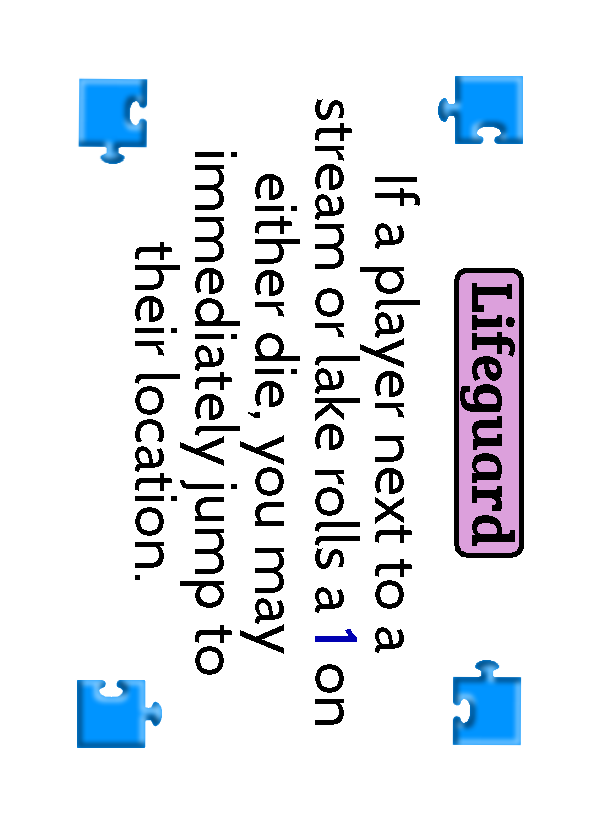 Lifeguard
If a player next to a
stream or lake rolls a 1 on
either die, you may
immediately jump to
their location.